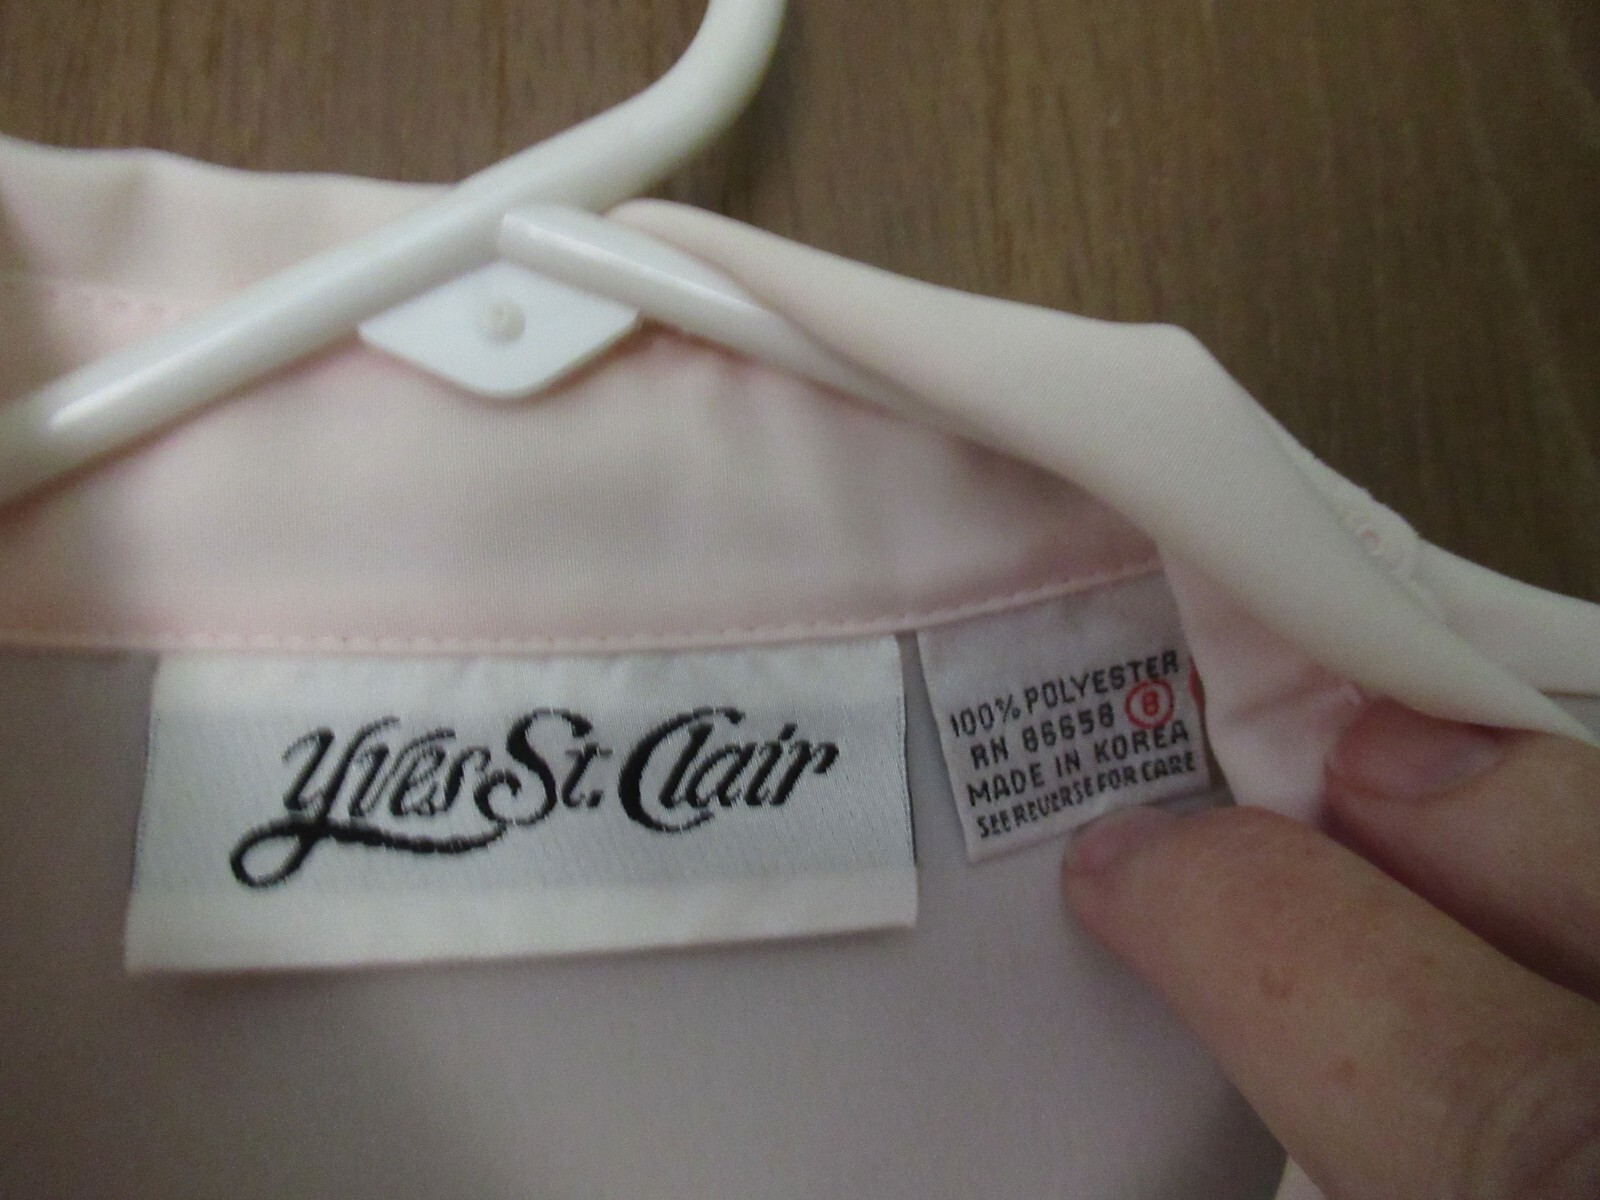 Yves St. Clair
100% POLYESTER
RN 86658 8
MADE IN KOREA
SEE REVERSE FOR CARE